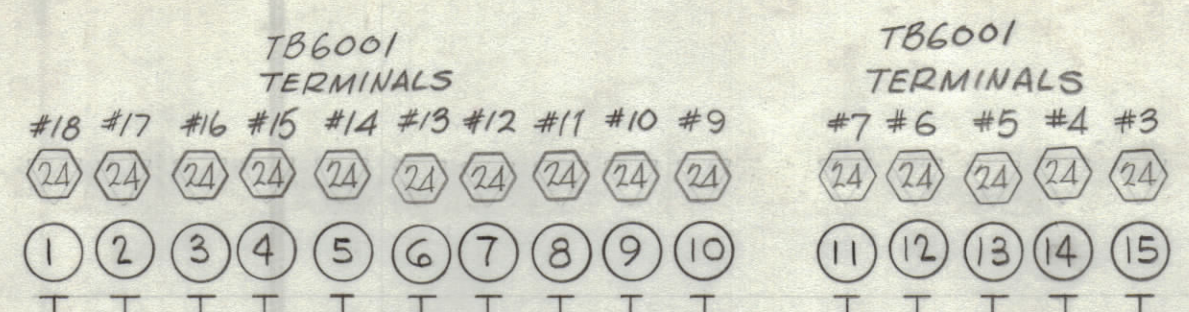 TB6001
TERMINALS
TB6001
TERMINALS
#18 #17 #16 #15 #14 #13 #12 #11 #10 #9 #7 #6 #5 #4 #3
24 24 24 24 24 24 24 24 24 24 24 24 24 24 24
1 2 3 4 5 6 7 8 9 10 11 12 13 14 15